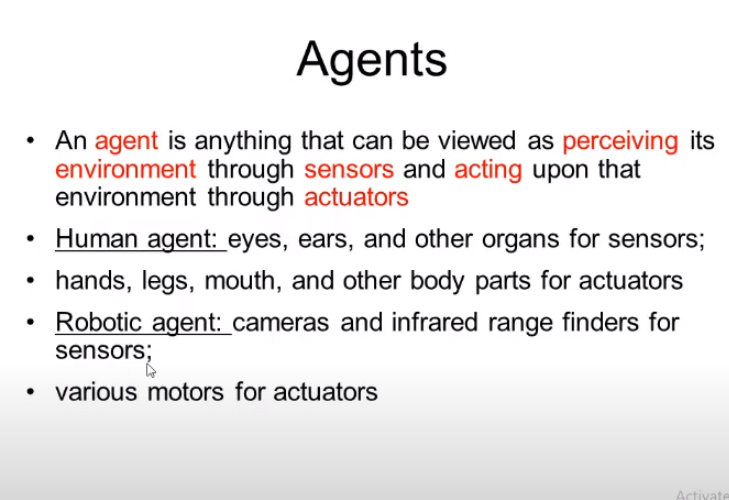 Agents
• An agent is anything that can be viewed as perceiving its
environment through sensors and acting upon that
environment through actuators
• Human agent: eyes, ears, and other organs for sensors;
• hands, legs, mouth, and other body parts for actuators
• Robotic agent: cameras and infrared range finders for
sensors;
• various motors for actuators
Activate